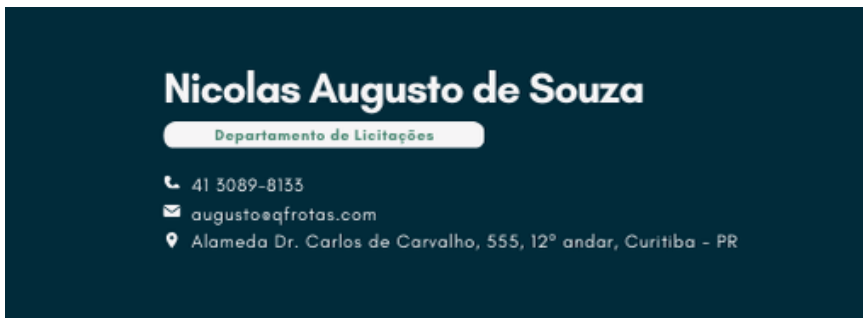 Nicolas Augusto de Souza
Departamento de Licitações
41 3089-8133
augusto@qfrotas.com
Alameda Dr. Carlos de Carvalho, 555, 12º andar, Curitiba - PR